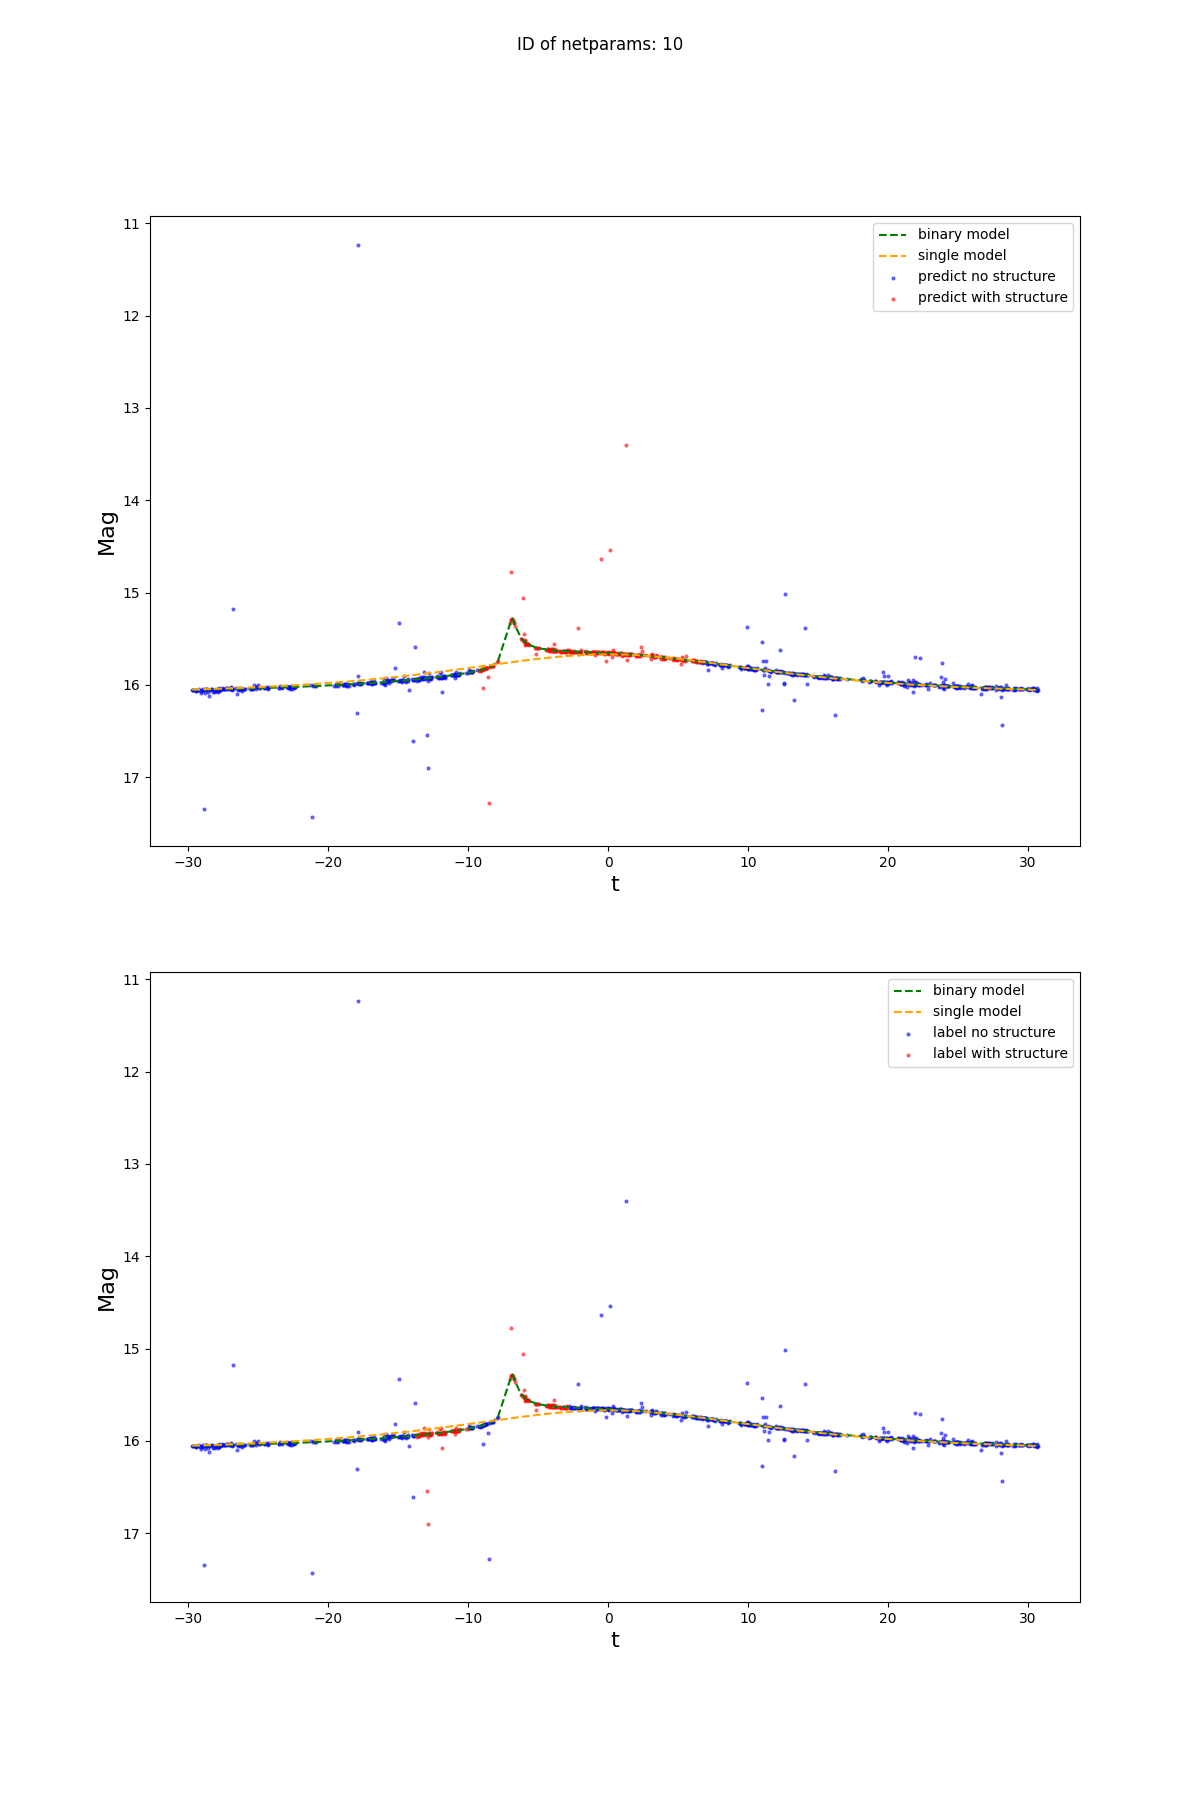 ID of netparams: 10
11
12
13
14
15
16
17
Mag
binary model
single model
predict no structure
predict with structure
−30
−20
−10
0
10
20
30
t
11
12
13
14
15
16
17
Mag
binary model
single model
label no structure
label with structure
−30
−20
−10
0
10
20
30
t